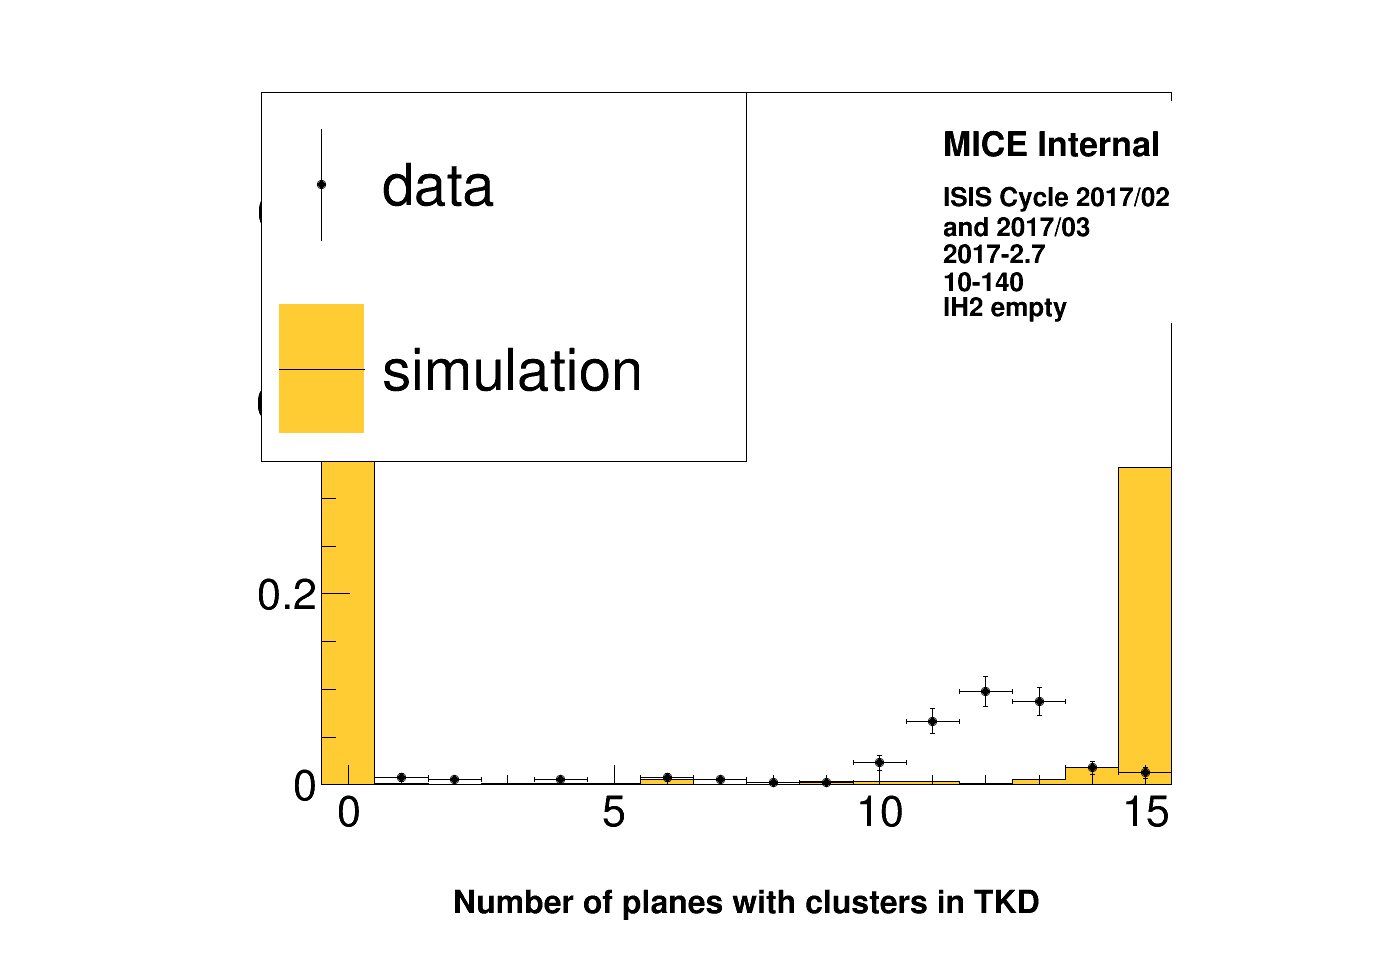 data
simulation
MICE Internal
ISIS Cycle 2017/02
and 2017/03
2017-2.7
10-140
lH2 empty
0.2
0
0 5 10 15
Number of planes with clusters in TKD